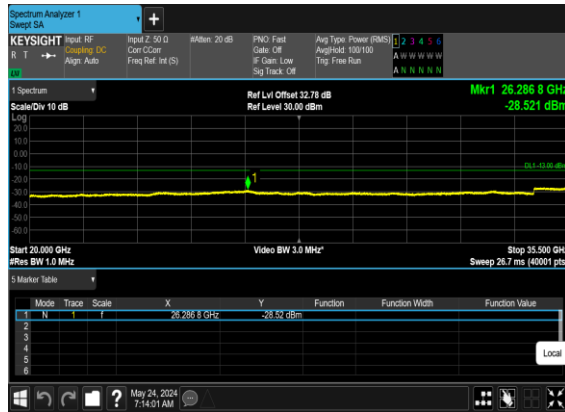 Spectrum Analyzer 1
Swept SA
+
KEYSIGHT Input: RF Input Z: 50 Ω #Atten: 20 dB PNO: Fast Avg Type: Power (RMS) 1 2 3 4 5 6
R T Coupling: DC Corr CCorr Gate: Off Avg|Hold: 100/100 A W W W W W
Align: Auto Freq Ref: Int (S) IF Gain: Low Trig: Free Run
LU Sig Track: Off A N N N N N
1 Spectrum Ref Lvl Offset 32.78 dB Mkr1 26.286 8 GHz
Scale/Div 10 dB Ref Level 30.00 dBm -28.521 dBm
Log
20.0
10.0
0.00
-10.0 DL1 -13.00 dBm
1
-20.0
-30.0
-40.0
-50.0
-60.0
Start 20.000 GHz Video BW 3.0 MHz* Stop 35.500 GHz
#Res BW 1.0 MHz Sweep 26.7 ms (40001 pts)
5 Marker Table
Mode Trace Scale X Y Function Function Width Function Value
1 N 1 f 26.286 8 GHz -28.52 dBm
2
3
4
5
6
Local
? May 24, 2024
7:14:01 AM